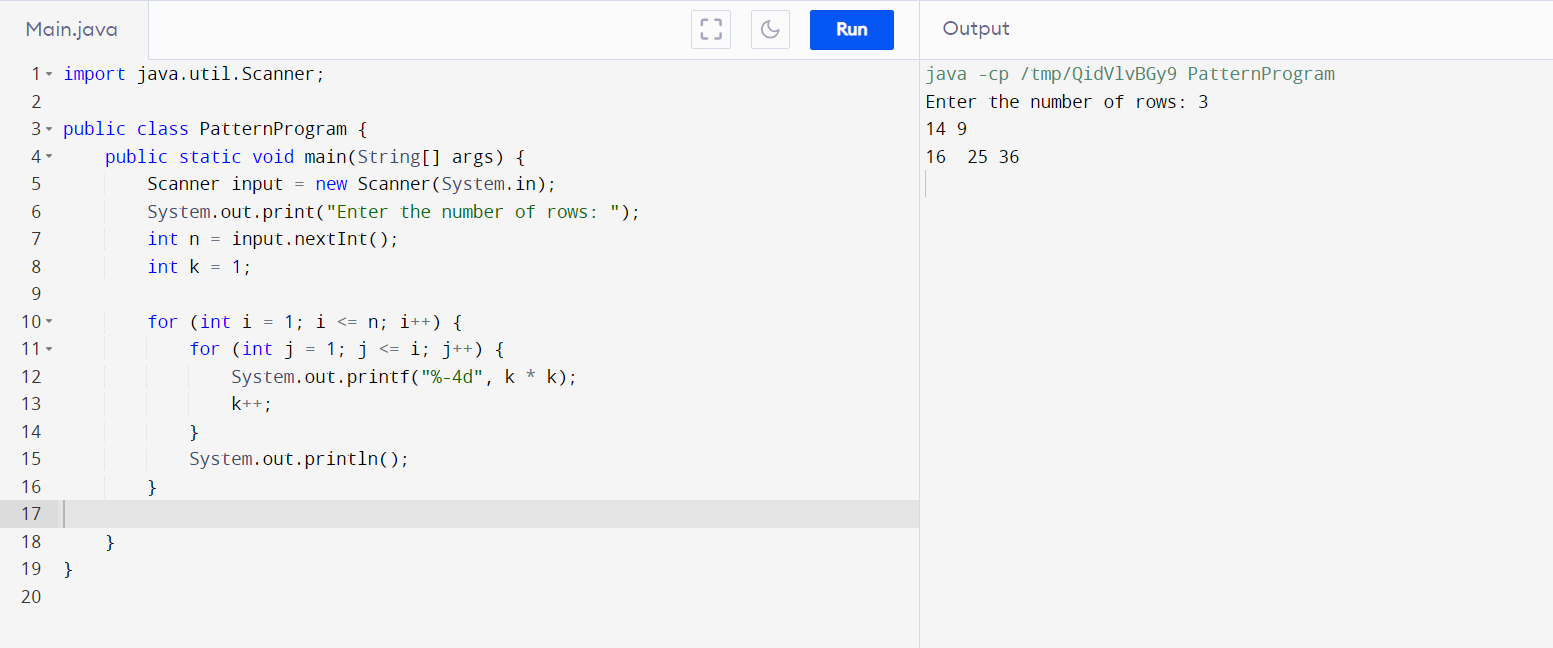 Main.java
Run
Output
1 import java.util.Scanner;
2
3 public class PatternProgram {
4     public static void main(String[] args) {
5         Scanner input = new Scanner(System.in);
6         System.out.print("Enter the number of rows: ");
7         int n = input.nextInt();
8         int k = 1;
9
10         for (int i = 1; i <= n; i++) {
11             for (int j = 1; j <= i; j++) {
12                 System.out.printf("%-4d", k * k);
13                 k++;
14             }
15             System.out.println();
16         }
17
18     }
19 }
20
java -cp /tmp/QidVlvBGy9 PatternProgram
Enter the number of rows: 3
14 9
16  25 36